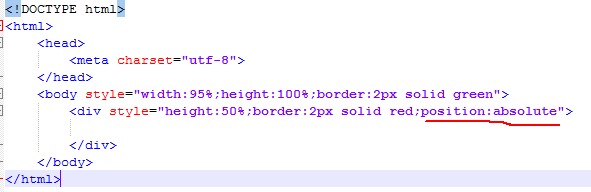 <!DOCTYPE html>
<html>
<head>
<meta charset="utf-8">
</head>
<body style="width:95%;height:100%;border:2px solid green">
<div style="height:50%;border:2px solid red;position:absolute">
</div>
</body>
</html>